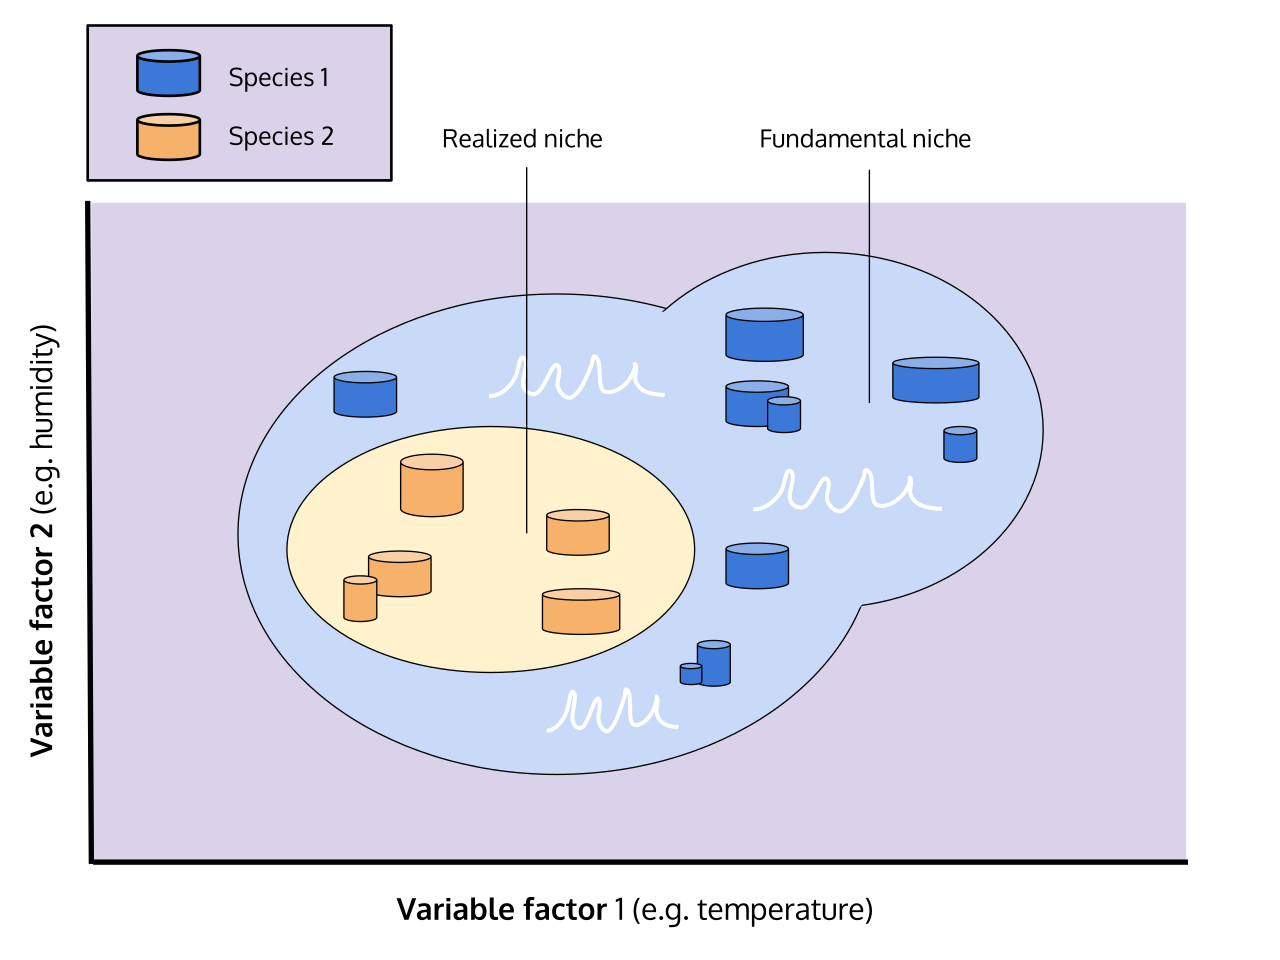 Species 1
Species 2
Realized niche
Fundamental niche
Variable factor 2 (e.g. humidity)
Variable factor 1 (e.g. temperature)